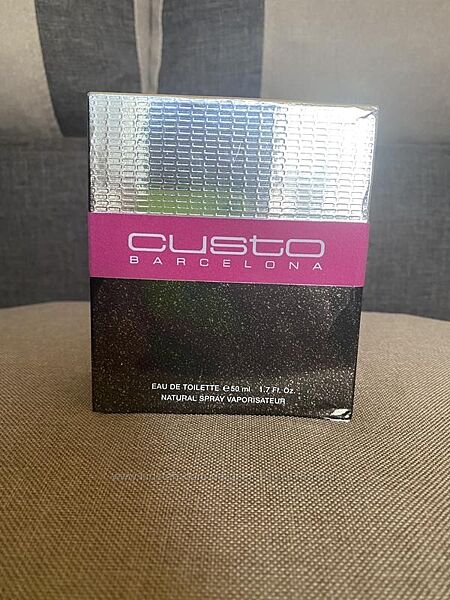 custo
BARCELONA
EAU DE TOILETTE ℮50 ml 1.7 Fl. Oz
NATURAL SPRAY VAPORISATEUR